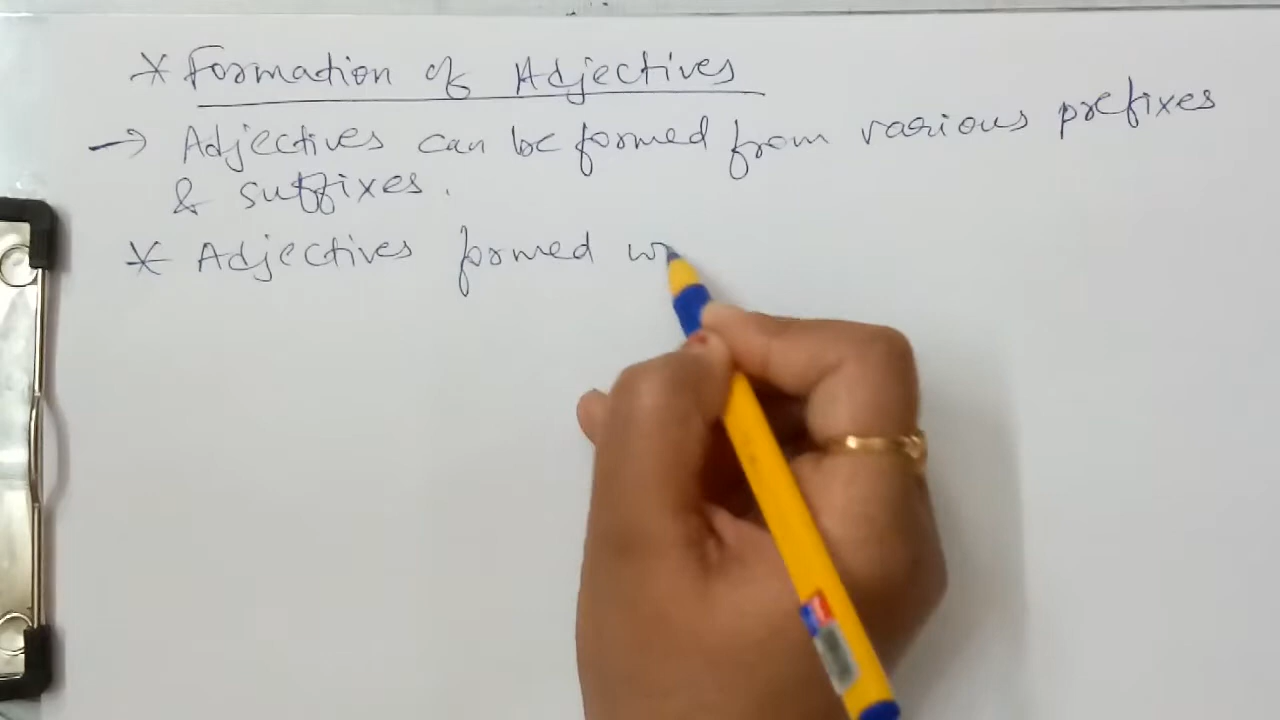 * Formation of Adjectives
→ Adjectives can be formed from various prefixes
& suffixes.
* Adjectives formed w